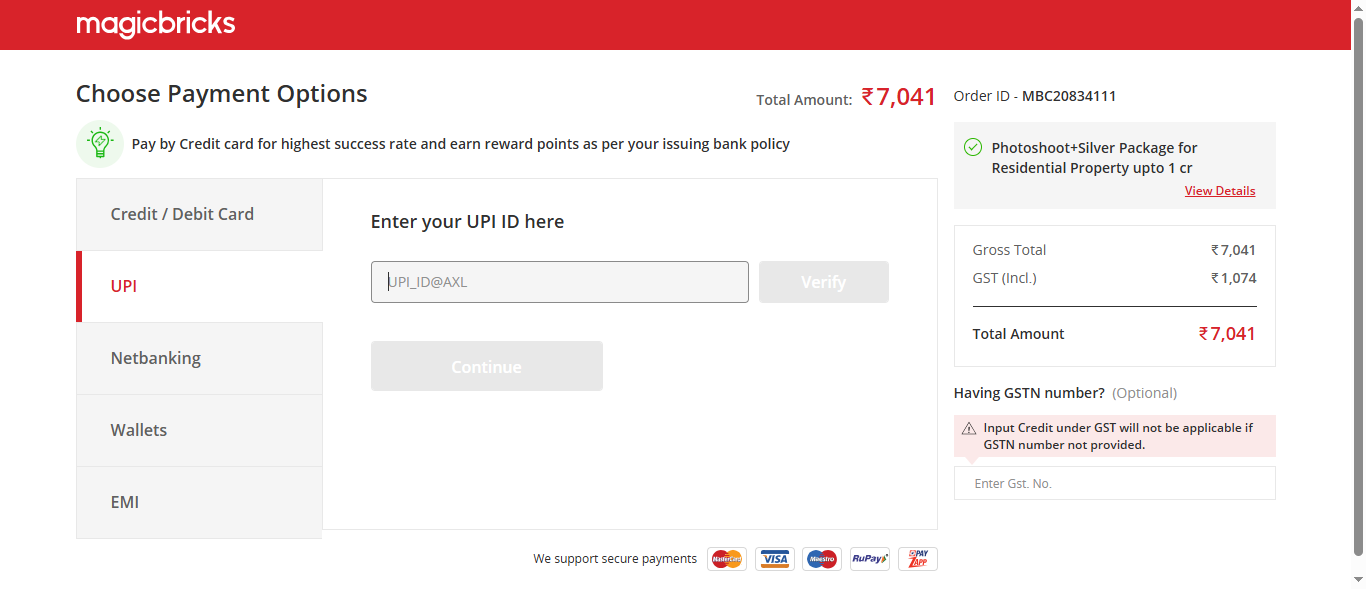 magicbricks
Choose Payment Options
Total Amount: ₹7,041
Pay by Credit card for highest success rate and earn reward points as per your issuing bank policy
Credit / Debit Card
UPI
Netbanking
Wallets
EMI
Enter your UPI ID here
UPI_ID@AXL
Verify
Continue
We support secure payments
MasterCard
VISA
Maestro
RuPay
PAY
ZAPP
Order ID - MBC20834111
Photoshoot+Silver Package for
Residential Property upto 1 cr
View Details
Gross Total ₹7,041
GST (Incl.) ₹1,074
Total Amount ₹7,041
Having GSTN number? (Optional)
Input Credit under GST will not be applicable if
GSTN number not provided.
Enter Gst. No.